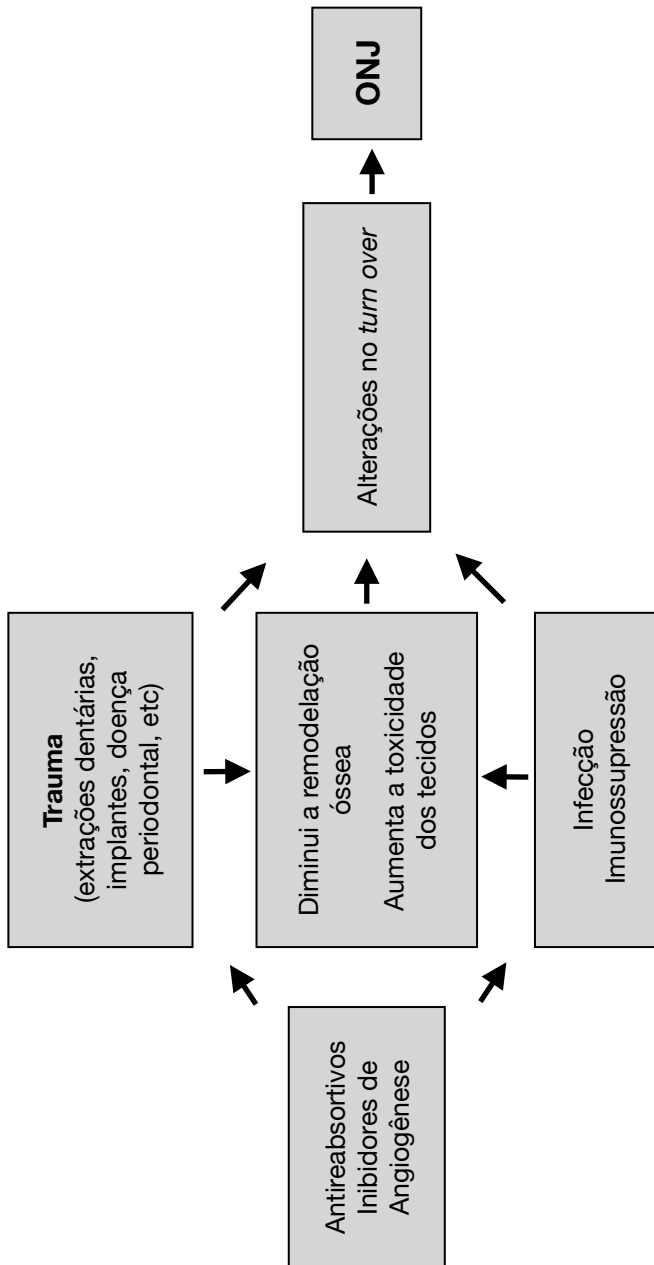 Antireabsortivos
Inibidores de
Angiogênese
Trauma
(extrações dentárias,
implantes, doença
periodontal, etc)
Diminui a remodelação
óssea
Aumenta a toxicidade
dos tecidos
Infecção
Imunossupressão
Alterações no turn over
ONJ